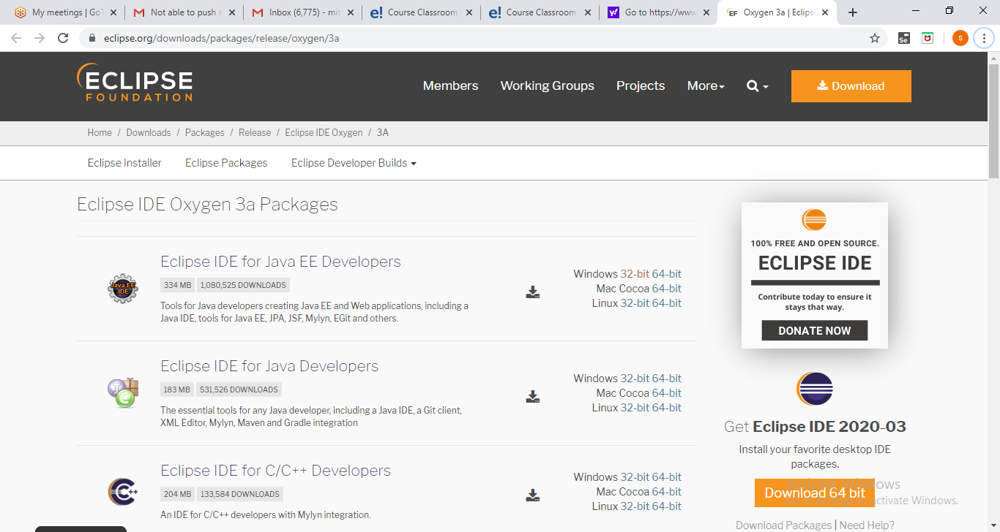 My meetings | GoT
Not able to push m
Inbox (6,775) - mit
Course Classroom
Course Classroom
Go to https://www
EF Oxygen 3a | Eclips
eclipse.org/downloads/packages/release/oxygen/3a
Se
S
ECLIPSE
FOUNDATION
Members Working Groups Projects More Download
Home / Downloads / Packages / Release / Eclipse IDE Oxygen / 3A
Eclipse Installer Eclipse Packages Eclipse Developer Builds
Eclipse IDE Oxygen 3a Packages
Java EE
IDE
Eclipse IDE for Java EE Developers
334 MB 1,080,525 DOWNLOADS
Tools for Java developers creating Java EE and Web applications, including a
Java IDE, tools for Java EE, JPA, JSF, Mylyn, EGit and others.
Windows 32-bit 64-bit
Mac Cocoa 64-bit
Linux 32-bit 64-bit
Eclipse IDE for Java Developers
183 MB 531,526 DOWNLOADS
The essential tools for any Java developer, including a Java IDE, a Git client,
XML Editor, Mylyn, Maven and Gradle integration
Windows 32-bit 64-bit
Mac Cocoa 64-bit
Linux 32-bit 64-bit
C++
Eclipse IDE for C/C++ Developers
204 MB 133,584 DOWNLOADS
An IDE for C/C++ developers with Mylyn integration.
Windows 32-bit 64-bit
Mac Cocoa 64-bit
Linux 32-bit 64-bit
100% FREE AND OPEN SOURCE.
ECLIPSE IDE
Contribute today to ensure it
stays that way.
DONATE NOW
Get Eclipse IDE 2020-03
Install your favorite desktop IDE
packages.
Activate Windows
Download 64 bit
activate Windows.
Download Packages | Need Help?